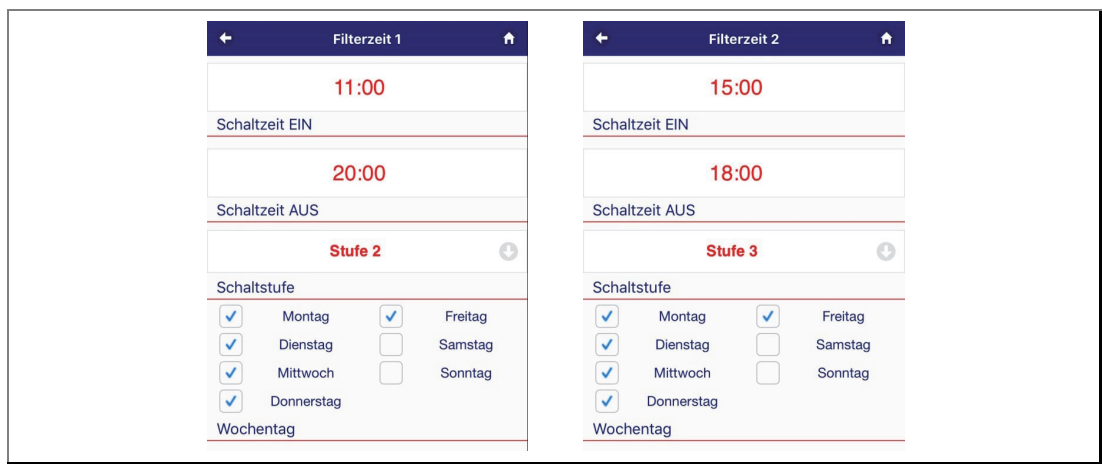 Filterzeit 1
11:00
Schaltzeit EIN
20:00
Schaltzeit AUS
Stufe 2
Schaltstufe
Montag Freitag
Dienstag Samstag
Mittwoch Sonntag
Donnerstag
Wochentag
Filterzeit 2
15:00
Schaltzeit EIN
18:00
Schaltzeit AUS
Stufe 3
Schaltstufe
Montag Freitag
Dienstag Samstag
Mittwoch Sonntag
Donnerstag
Wochentag